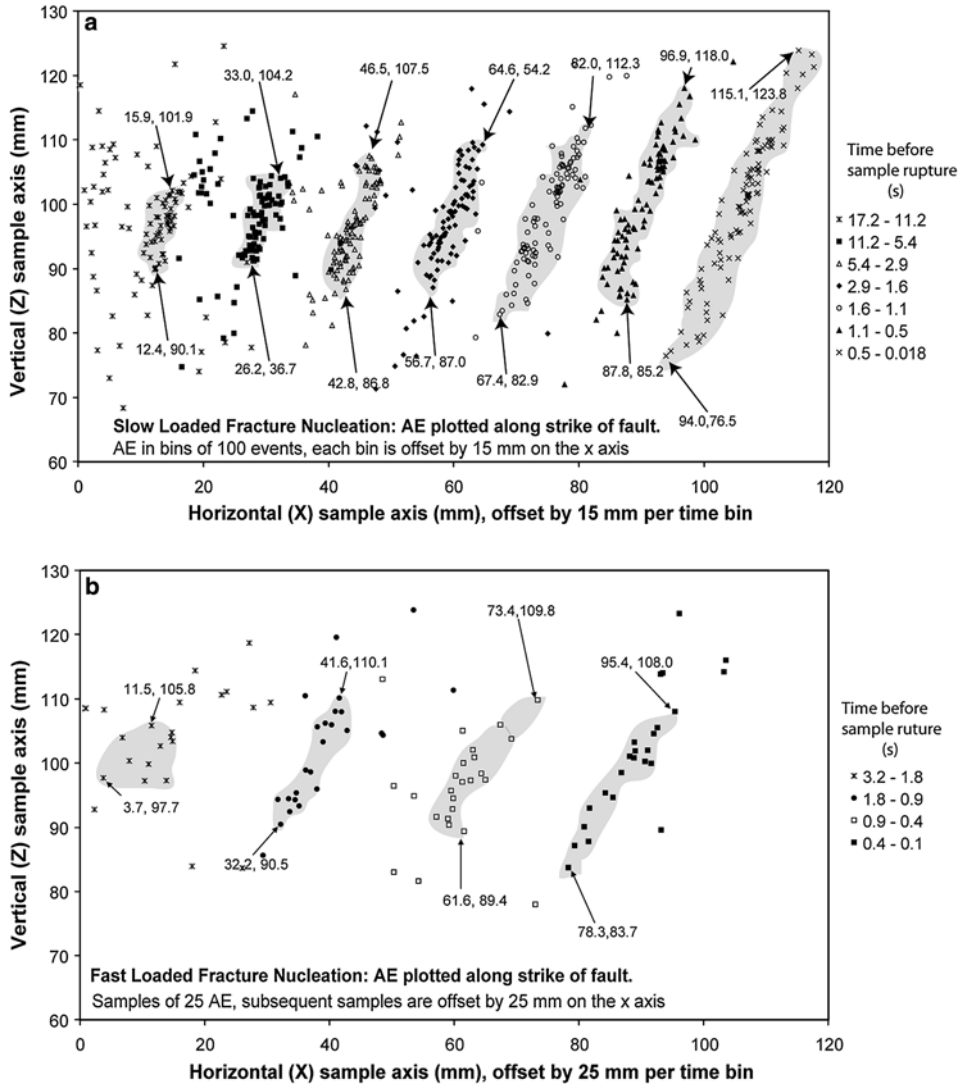 130
120
110
100
90
80
70
60
Vertical (Z) sample axis (mm)
a
15.9, 101.9
33.0, 104.2
46.5, 107.5
64.6, 54.2
82.0, 112.3
96.9, 118.0
115.1, 123.8
12.4, 90.1
26.2, 36.7
42.8, 86.8
56.7, 87.0
67.4, 82.9
87.8, 85.2
94.0,76.5
Slow Loaded Fracture Nucleation: AE plotted along strike of fault.
AE in bins of 100 events, each bin is offset by 15 mm on the x axis
0 20 40 60 80 100 120
Horizontal (X) sample axis (mm), offset by 15 mm per time bin
Time before
sample rupture
(s)
17.2 - 11.2
11.2 - 5.4
5.4 - 2.9
2.9 - 1.6
1.6 - 1.1
1.1 - 0.5
0.5 - 0.018
130
120
110
100
90
80
70
60
Vertical (Z) sample axis (mm)
b
11.5, 105.8
41.6, 110.1
73.4,109.8
95.4, 108.0
3.7, 97.7
32.2, 90.5
61.6, 89.4
78.3,83.7
Fast Loaded Fracture Nucleation: AE plotted along strike of fault.
Samples of 25 AE, subsequent samples are offset by 25 mm on the x axis
0 20 40 60 80 100 120
Horizontal (X) sample axis (mm), offset by 25 mm per time bin
Time before
sample ruture
(s)
3.2 - 1.8
1.8 - 0.9
0.9 - 0.4
0.4 - 0.1